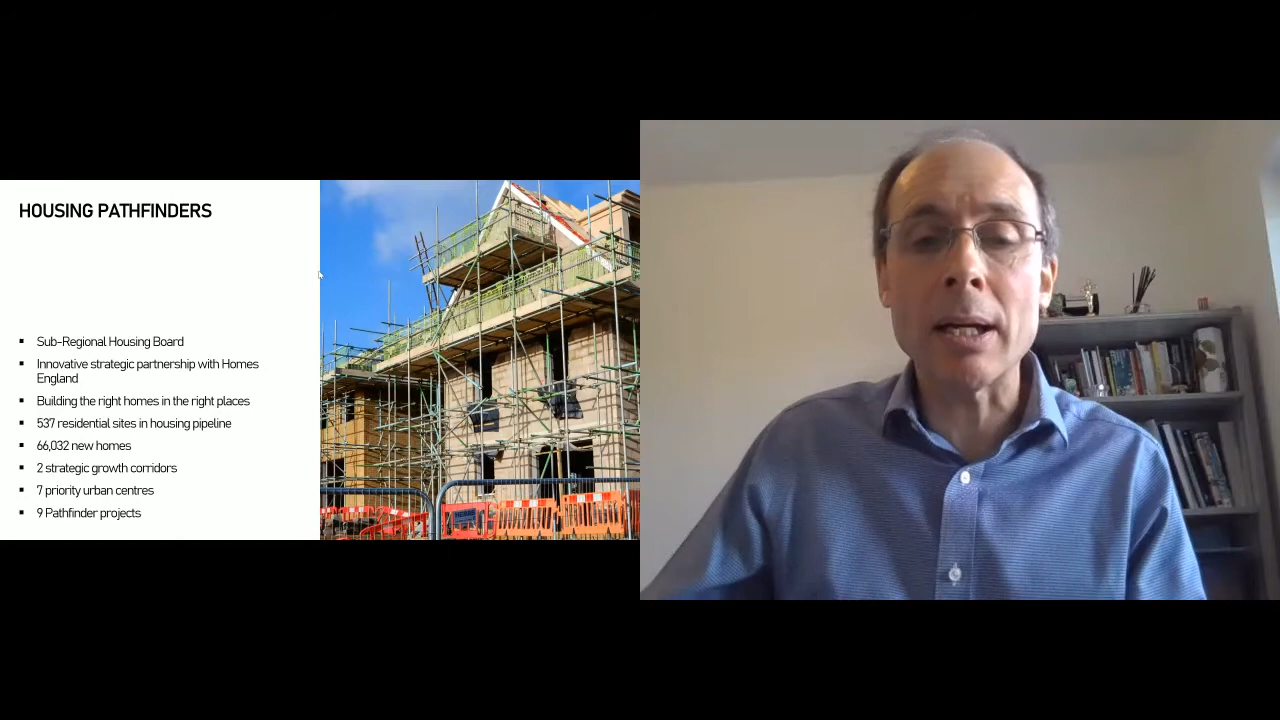 HOUSING PATHFINDERS
▪ Sub-Regional Housing Board
▪ Innovative strategic partnership with Homes
England
▪ Building the right homes in the right places
▪ 537 residential sites in housing pipeline
▪ 66,032 new homes
▪ 2 strategic growth corridors
▪ 7 priority urban centres
▪ 9 Pathfinder projects